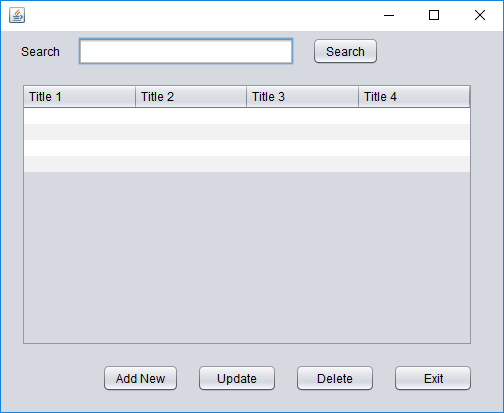 Search Search
Title 1 Title 2 Title 3 Title 4
Add New Update Delete Exit